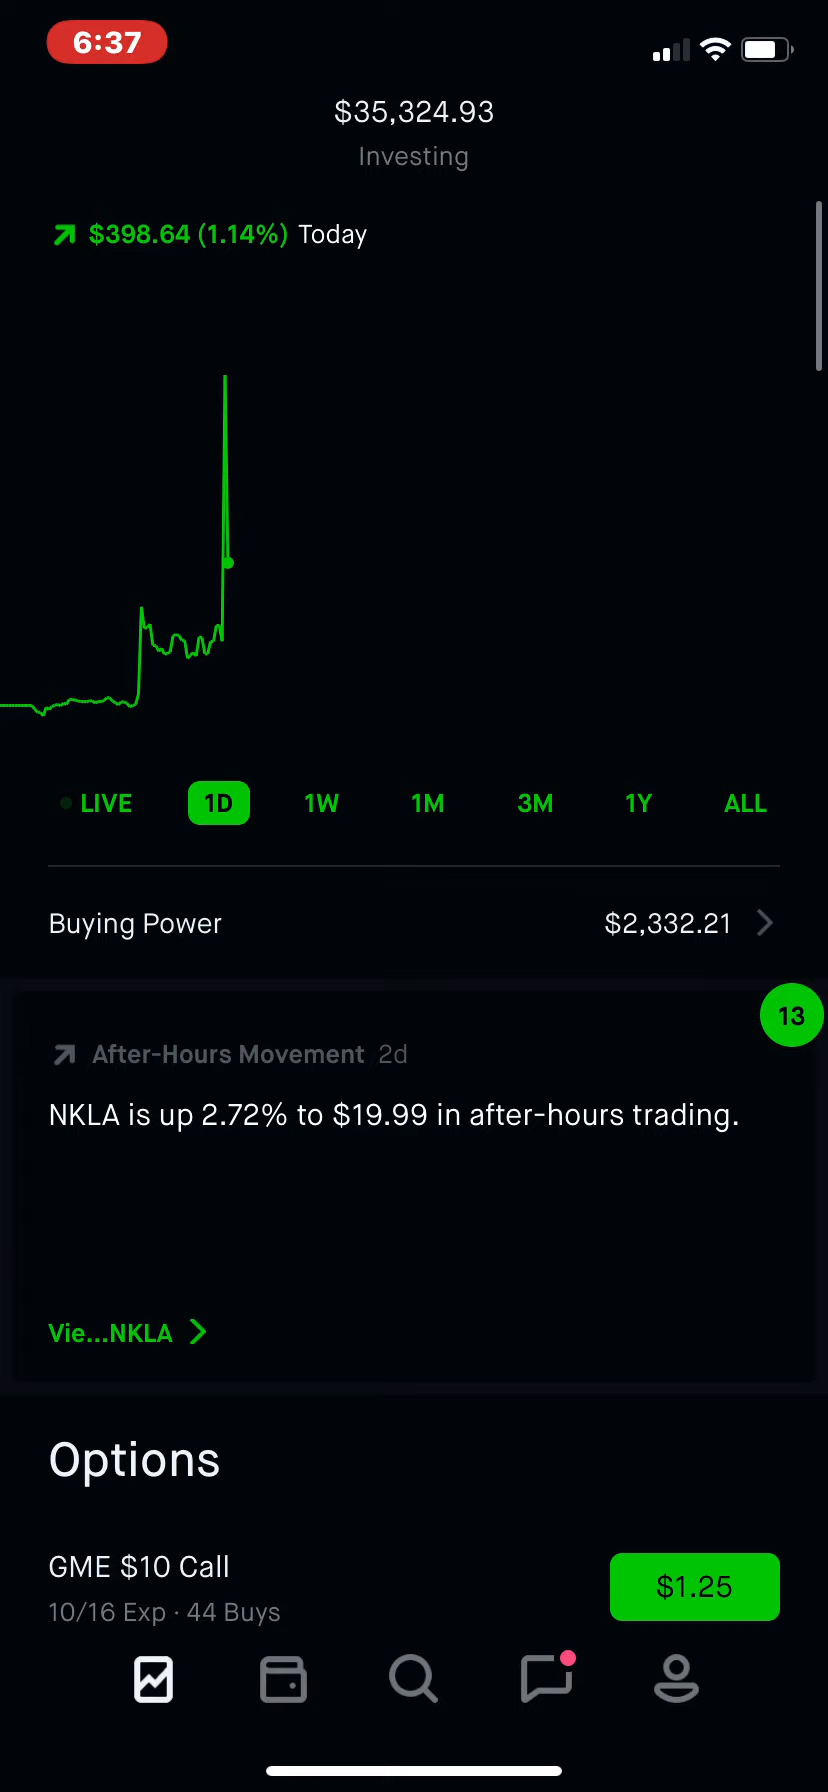 6:37
$35,324.93
Investing
$398.64 (1.14%) Today
LIVE 1D 1W 1M 3M 1Y ALL
Buying Power $2,332.21
13
After-Hours Movement 2d
NKLA is up 2.72% to $19.99 in after-hours trading.
Vie...NKLA
Options
GME $10 Call
$1.25
10/16 Exp · 44 Buys